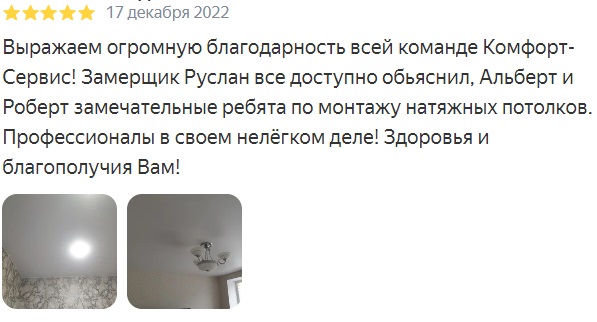 17 декабря 2022
Выражаем огромную благодарность всей команде Комфорт-
Сервис! Замерщик Руслан все доступно обьяснил, Альберт и
Роберт замечательные ребята по монтажу натяжных потолков.
Профессионалы в своем нелёгком деле! Здоровья и
благополучия Вам!